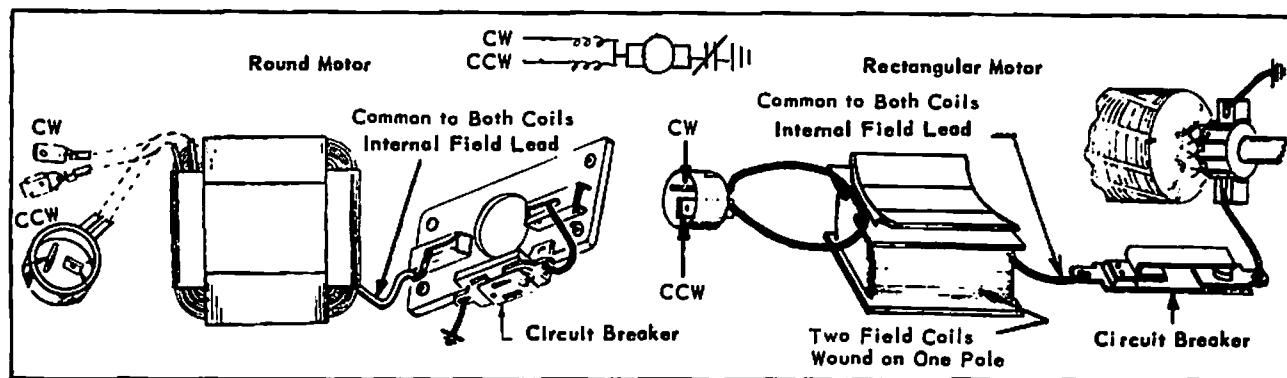 CW
CCW
Round Motor
Rectangular Motor
Common to Both Coils
Internal Field Lead
CW
CCW
Circuit Breaker
CW
CCW
Common to Both Coils
Internal Field Lead
Two Field Coils
Wound on One Pole
Circuit Breaker